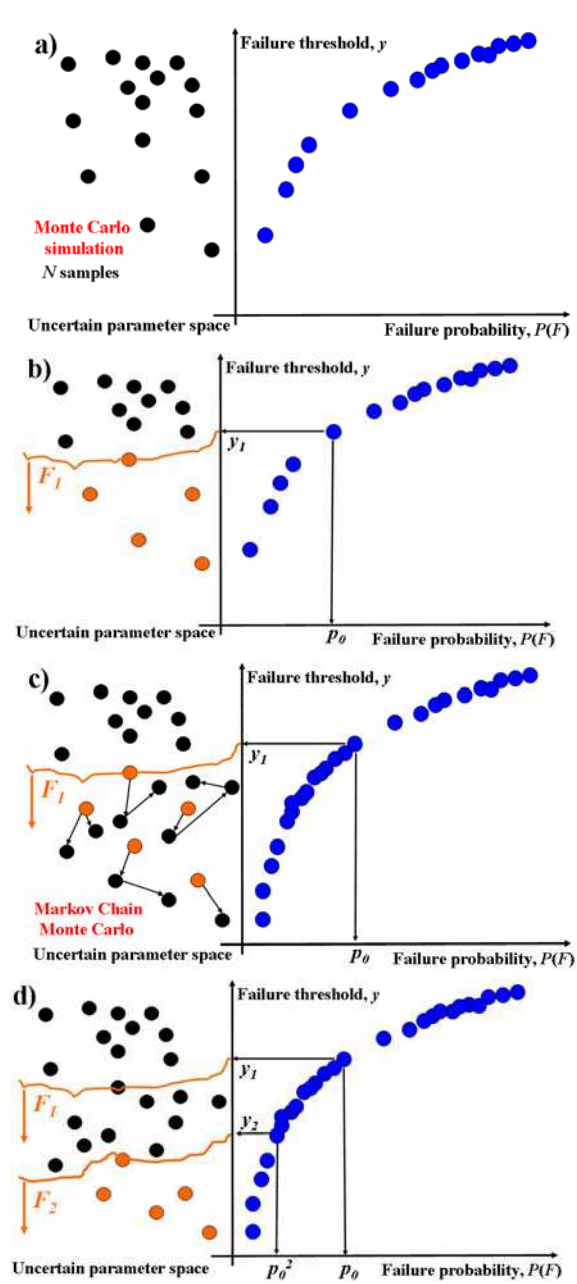 a)
Failure threshold, y
Monte Carlo
simulation
N samples
Uncertain parameter space
Failure probability, P(F)
b)
Failure threshold, y
y1
F1
Uncertain parameter space
p0
Failure probability, P(F)
c)
Failure threshold, y
y1
F1
Markov Chain
Monte Carlo
Uncertain parameter space
p0
Failure probability, P(F)
d)
Failure threshold, y
y1
F1
y2
F2
Uncertain parameter space
p0²
p0
Failure probability, P(F)